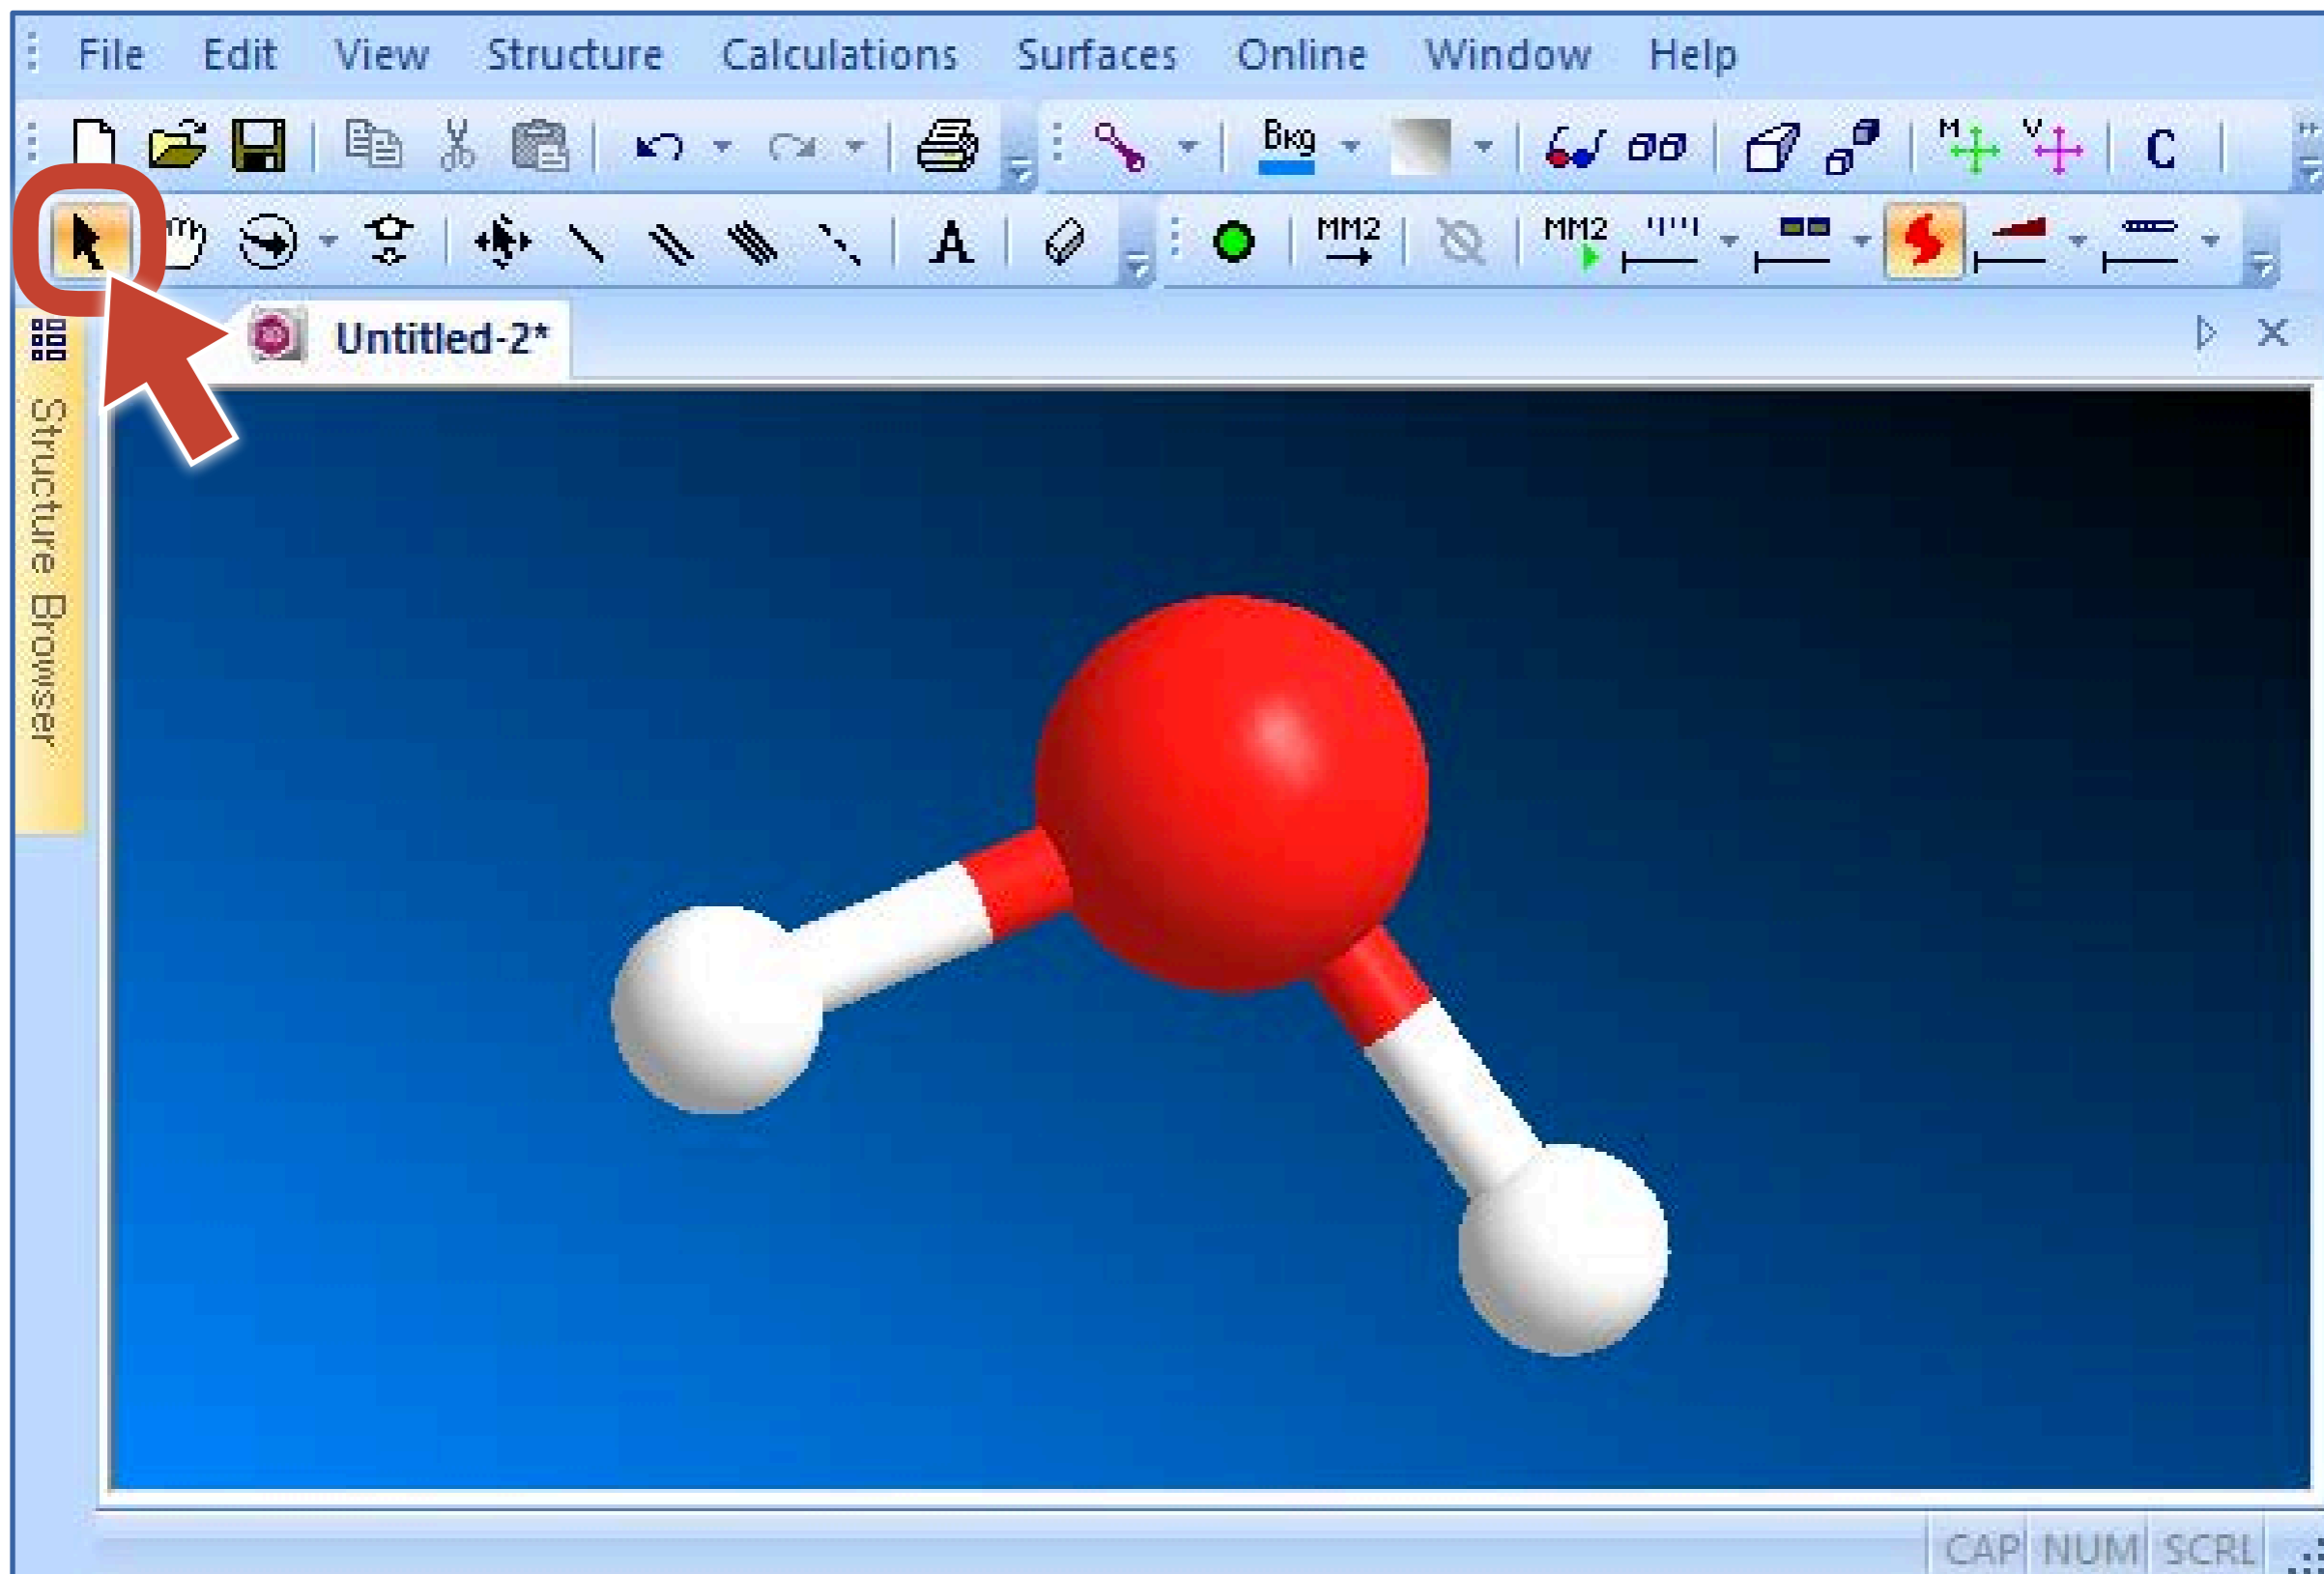 File Edit View Structure Calculations Surfaces Online Window Help
Bkg M V C
A MM2 MM2
Untitled-2*
Structure Browser
CAP NUM SCRL